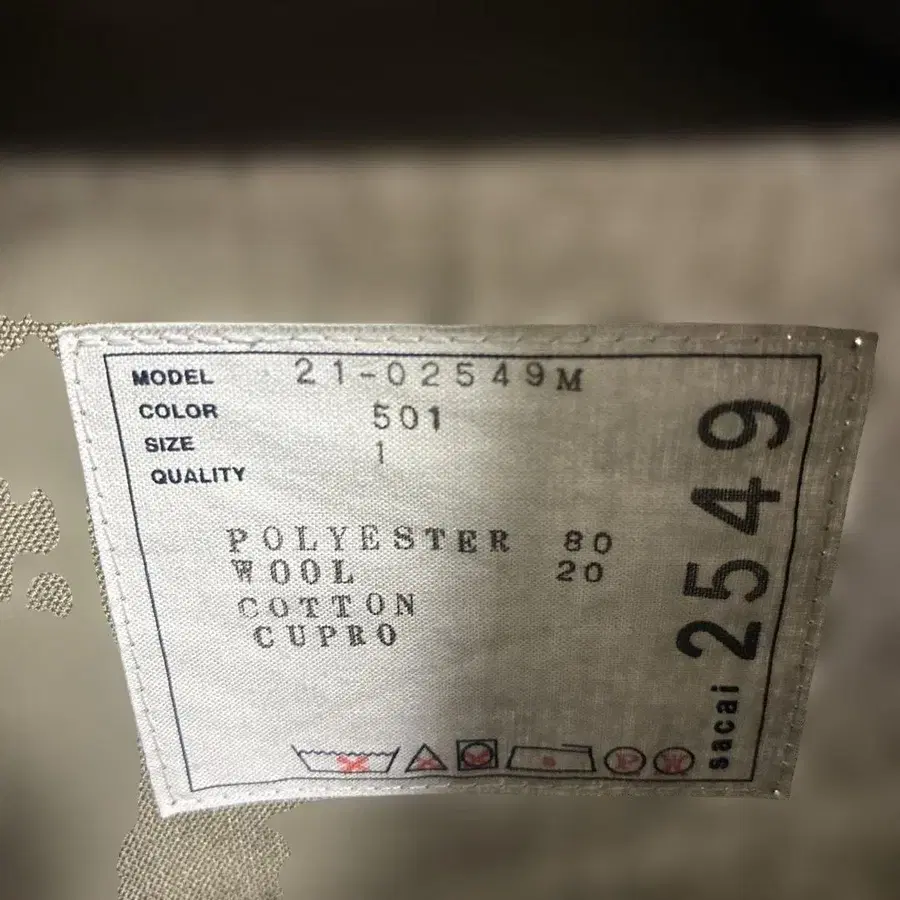 MODEL 21-02549M
COLOR 501
SIZE 1
QUALITY
POLYESTER 80
WOOL 20
COTTON
CUPRO
P W
sacai 2549